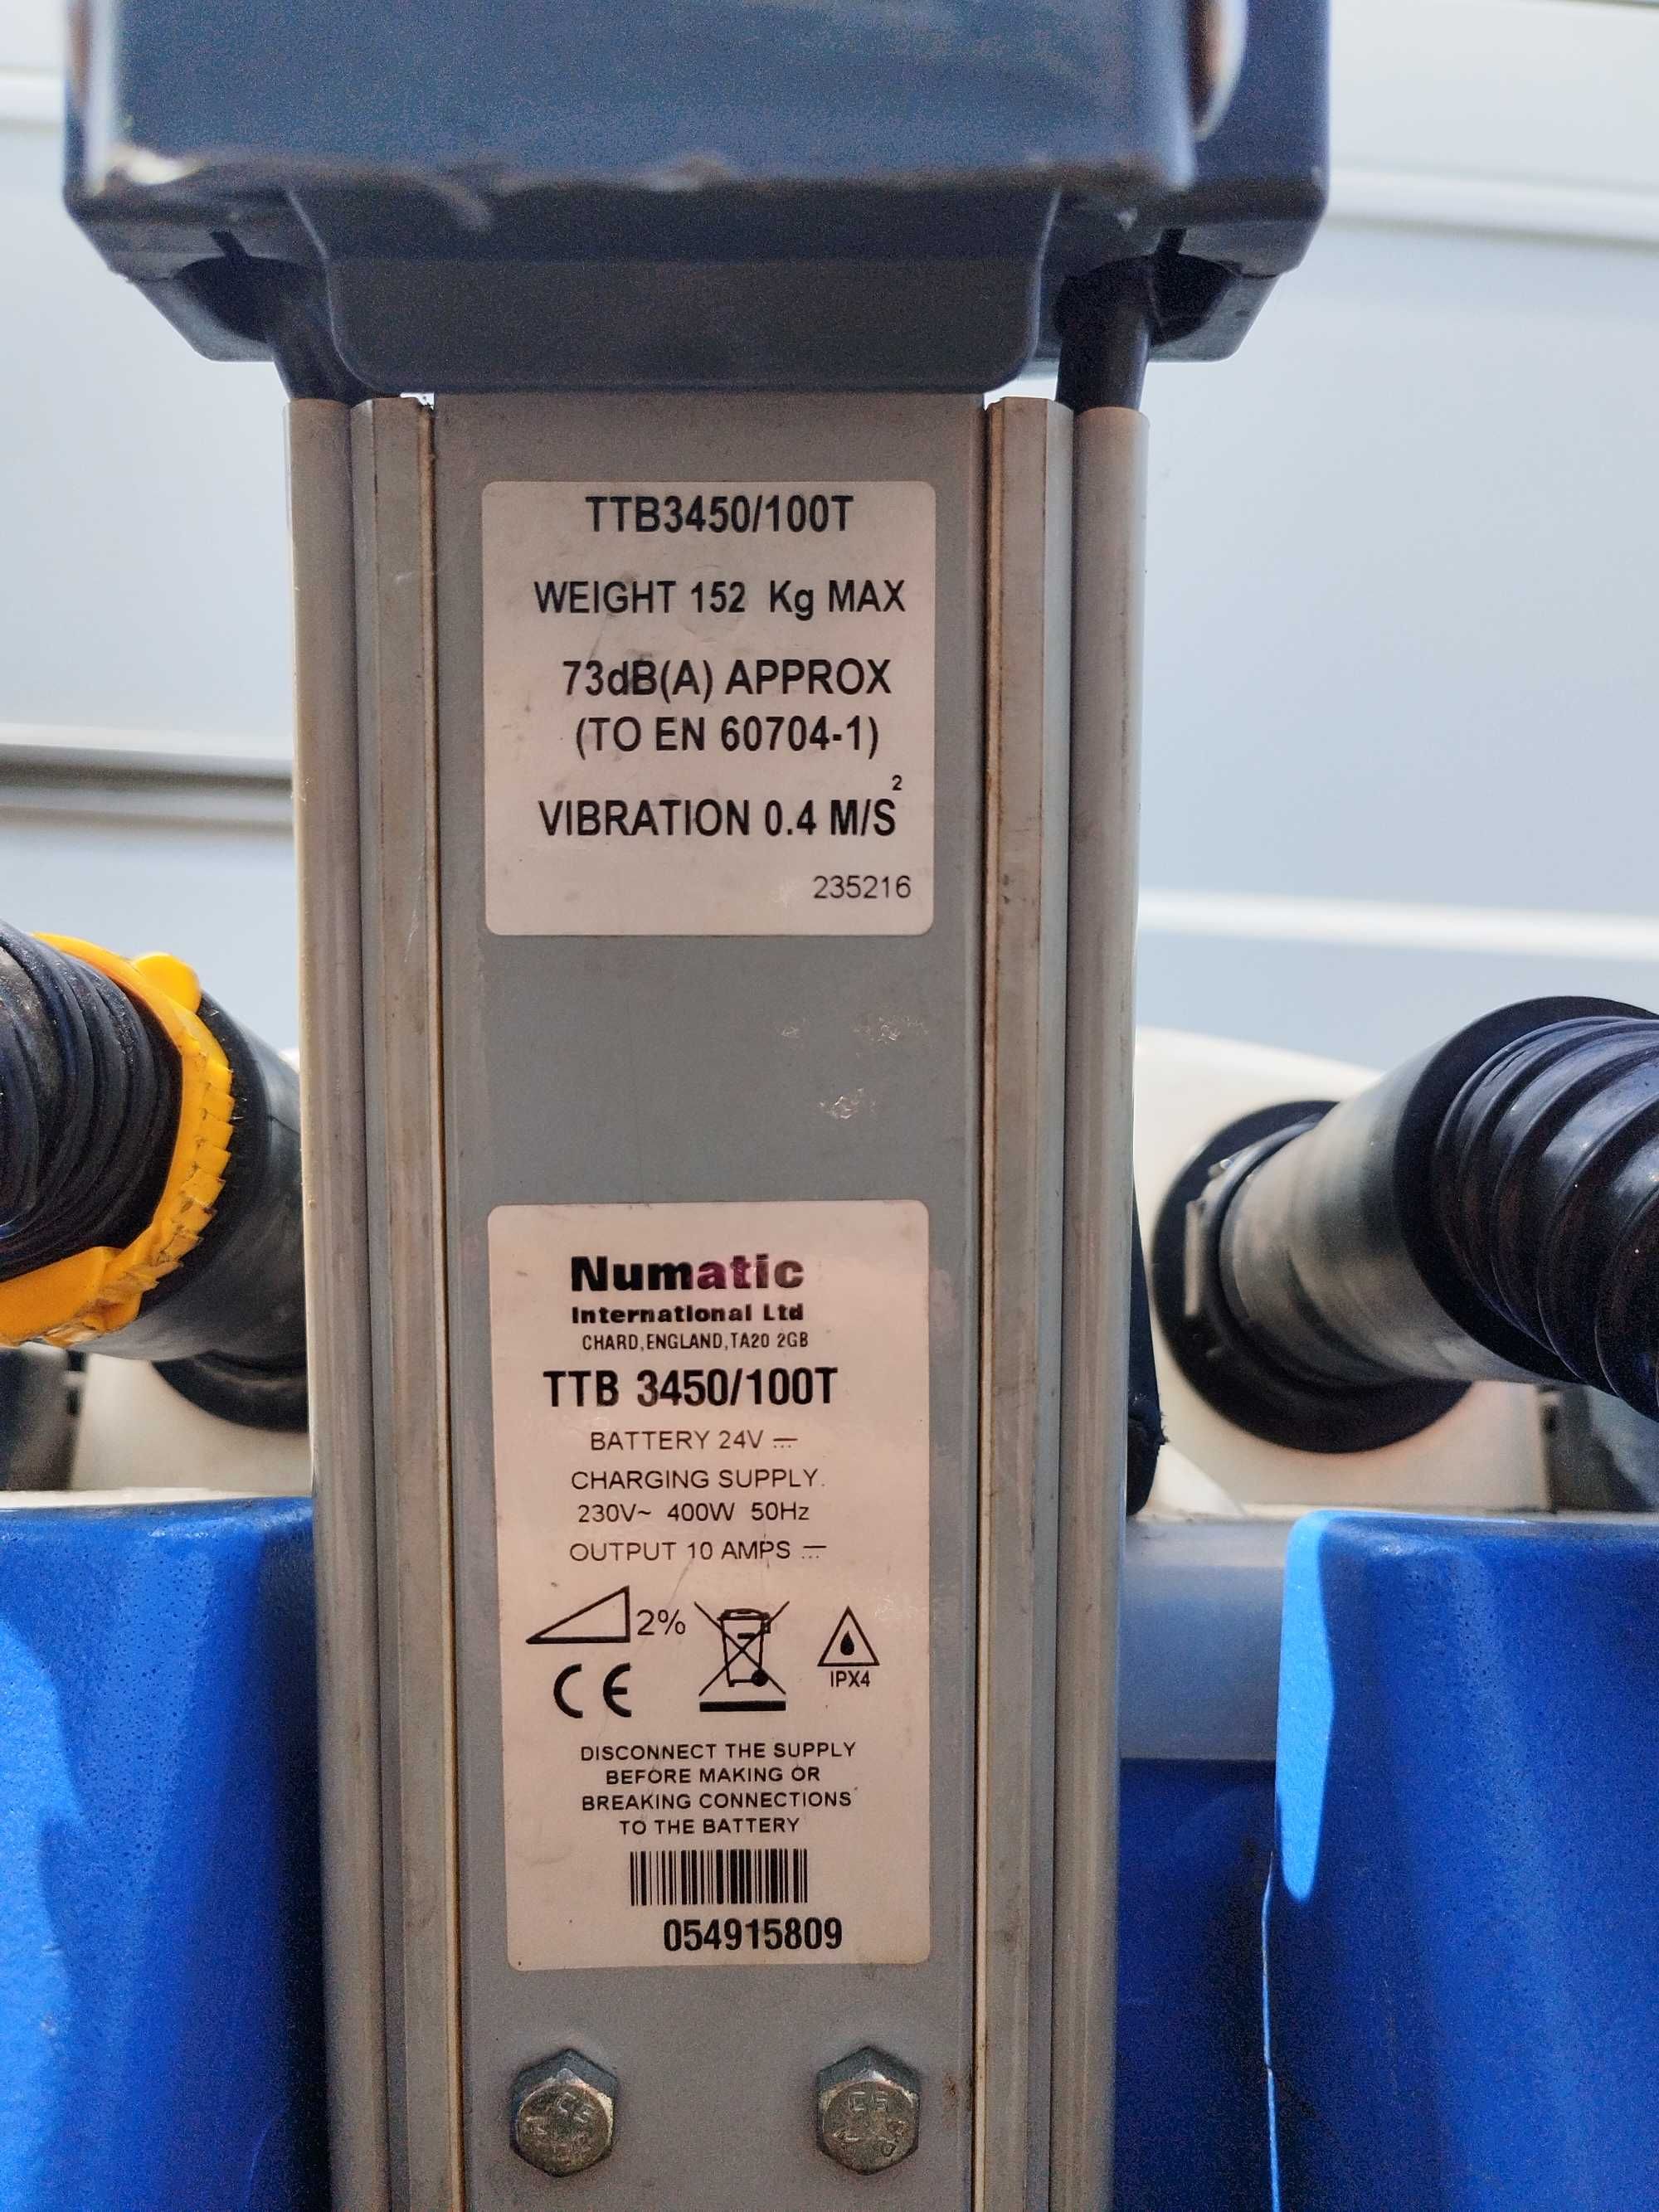 TTB3450/100T
WEIGHT 152 Kg MAX
73dB(A) APPROX
(TO EN 60704-1)
VIBRATION 0.4 M/S²
235216
Numatic
International Ltd
CHARD,ENGLAND,TA20 2GB
TTB 3450/100T
BATTERY 24V ⎓
CHARGING SUPPLY.
230V~ 400W 50Hz
OUTPUT 10 AMPS ⎓
2%
CE
IPX4
DISCONNECT THE SUPPLY
BEFORE MAKING OR
BREAKING CONNECTIONS
TO THE BATTERY
054915809